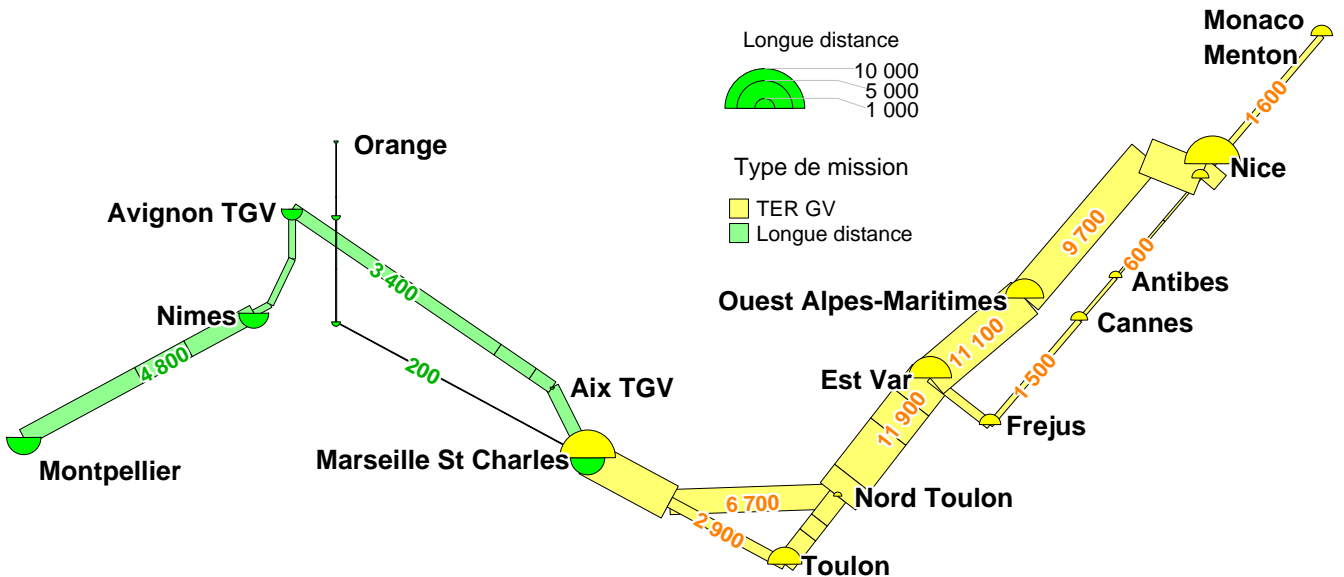 Monaco
Menton
Longue distance
10 000
5 000
1 000
1 600
Orange
Type de mission
Nice
TER GV
Longue distance
Avignon TGV
9 700
600
3 400
Antibes
Ouest Alpes-Maritimes
Nimes
Cannes
11 100
4 800
200
Est Var
1 500
Aix TGV
11 900
Frejus
Marseille St Charles
Montpellier
6 700
Nord Toulon
2 900
Toulon